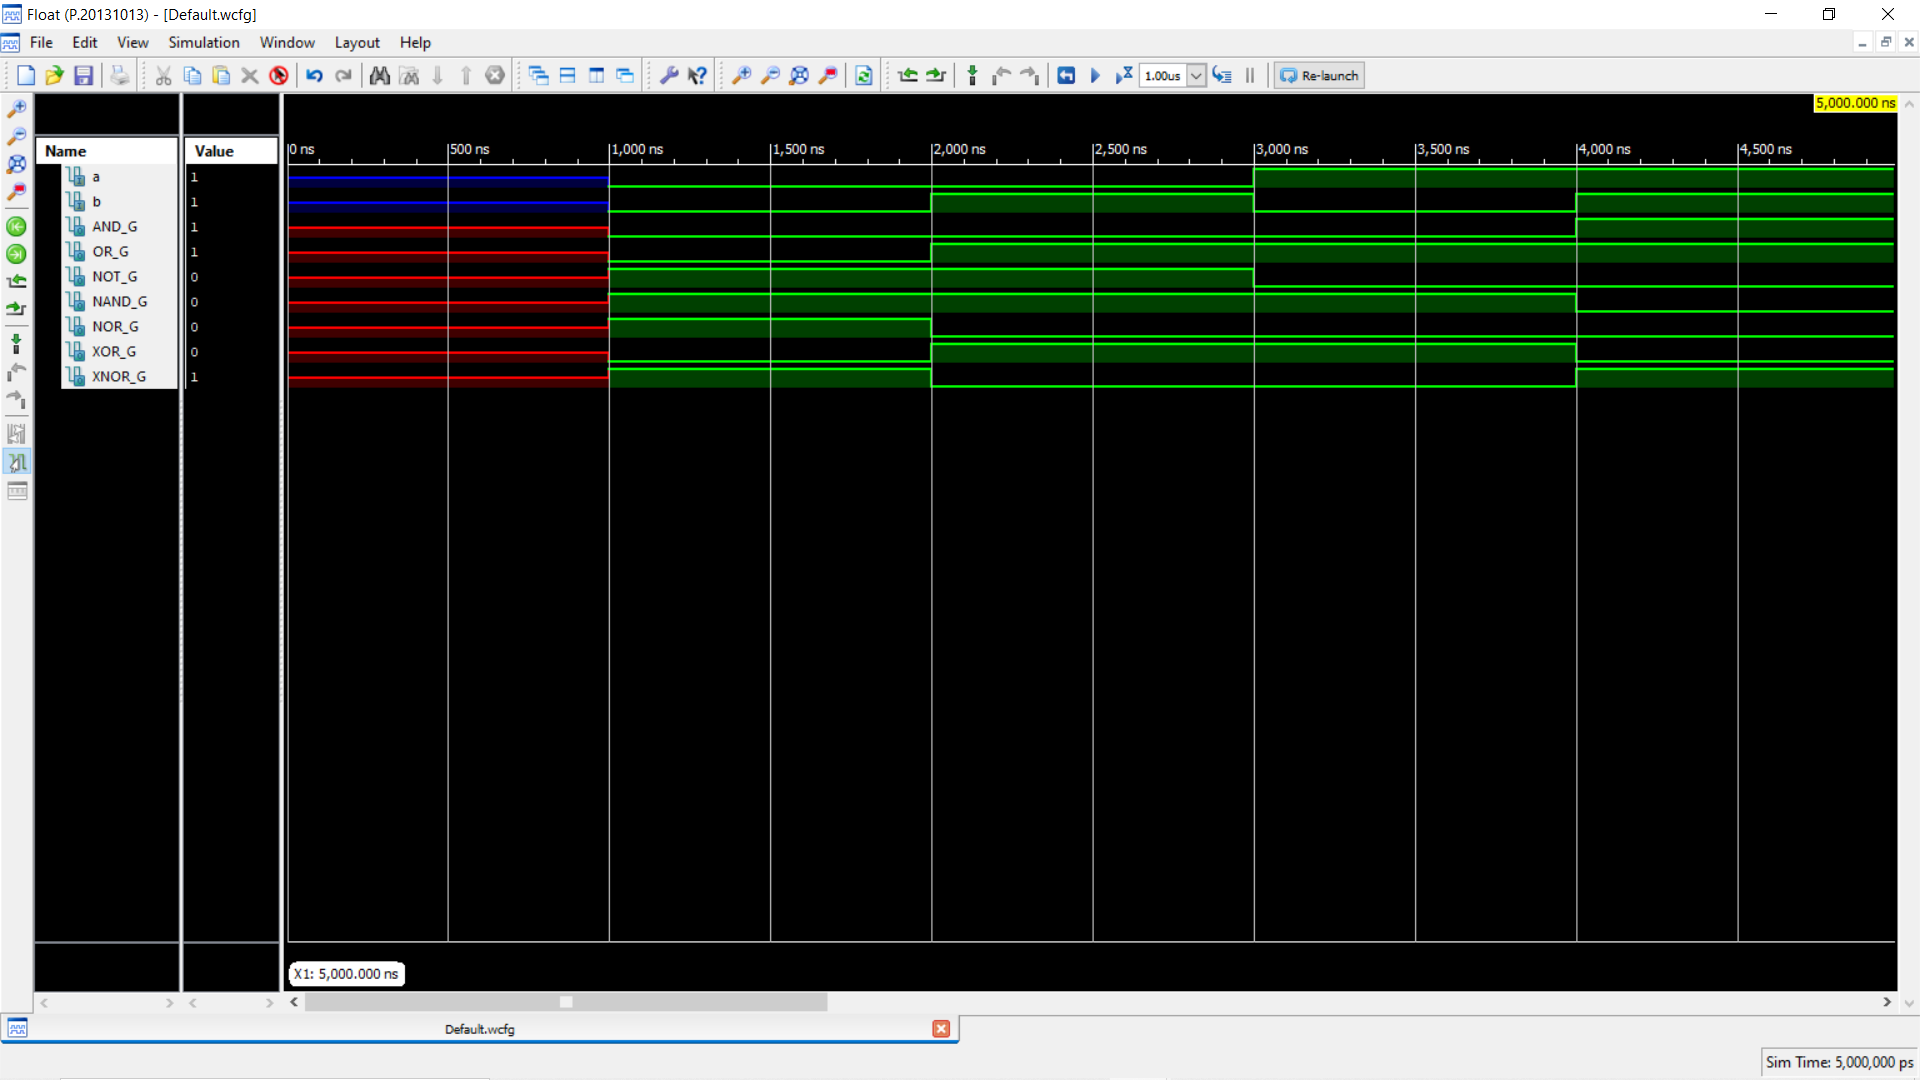 Float (P.20131013) - [Default.wcfg]
File Edit View Simulation Window Layout Help
1.00us Re-launch
5,000.000 ns
Name Value 0 ns 500 ns 1,000 ns 1,500 ns 2,000 ns 2,500 ns 3,000 ns 3,500 ns 4,000 ns 4,500 ns
a 1
b 1
AND_G 1
OR_G 1
NOT_G 0
NAND_G 0
NOR_G 0
XOR_G 0
XNOR_G 1
X1: 5,000.000 ns
Default.wcfg
Sim Time: 5,000,000 ps